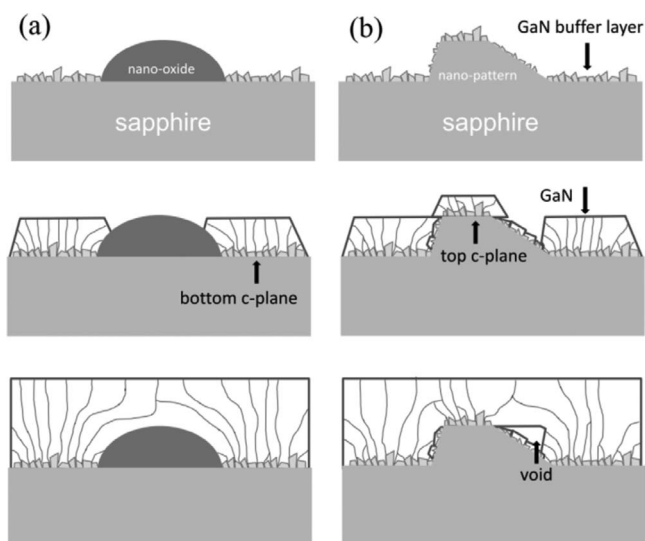 (a)
(b)
GaN buffer layer
nano-oxide
nano-pattern
sapphire
sapphire
GaN
top c-plane
bottom c-plane
void